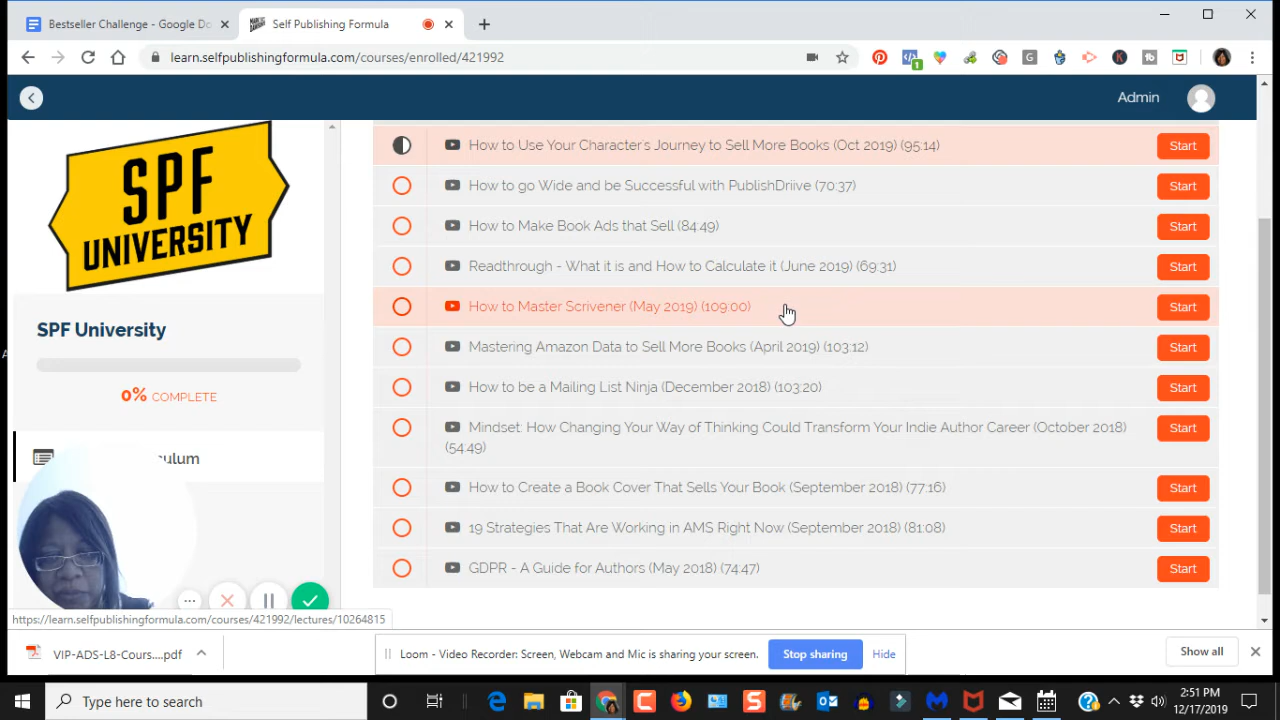 Bestseller Challenge - Google Do
Self Publishing Formula
learn.selfpublishingformula.com/courses/enrolled/421992
1
Admin
SPF
UNIVERSITY
SPF University
0% COMPLETE
culum
How to Use Your Character's Journey to Sell More Books (Oct 2019) (95:14)
Start
How to go Wide and be Successful with PublishDriive (70:37)
Start
How to Make Book Ads that Sell (84:49)
Start
Readthrough - What it is and How to Calculate it (June 2019) (69:31)
Start
How to Master Scrivener (May 2019) (109:00)
Start
Mastering Amazon Data to Sell More Books (April 2019) (103:12)
Start
How to be a Mailing List Ninja (December 2018) (103:20)
Start
Mindset: How Changing Your Way of Thinking Could Transform Your Indie Author Career (October 2018)
(54:49)
Start
How to Create a Book Cover That Sells Your Book (September 2018) (77:16)
Start
19 Strategies That Are Working in AMS Right Now (September 2018) (81:08)
Start
GDPR - A Guide for Authors (May 2018) (74:47)
Start
https://learn.selfpublishingformula.com/courses/421992/lectures/10264815
VIP-ADS-L8-Cours....pdf
Loom - Video Recorder: Screen, Webcam and Mic is sharing your screen.
Stop sharing
Hide
Show all
Type here to search
2:51 PM
12/17/2019